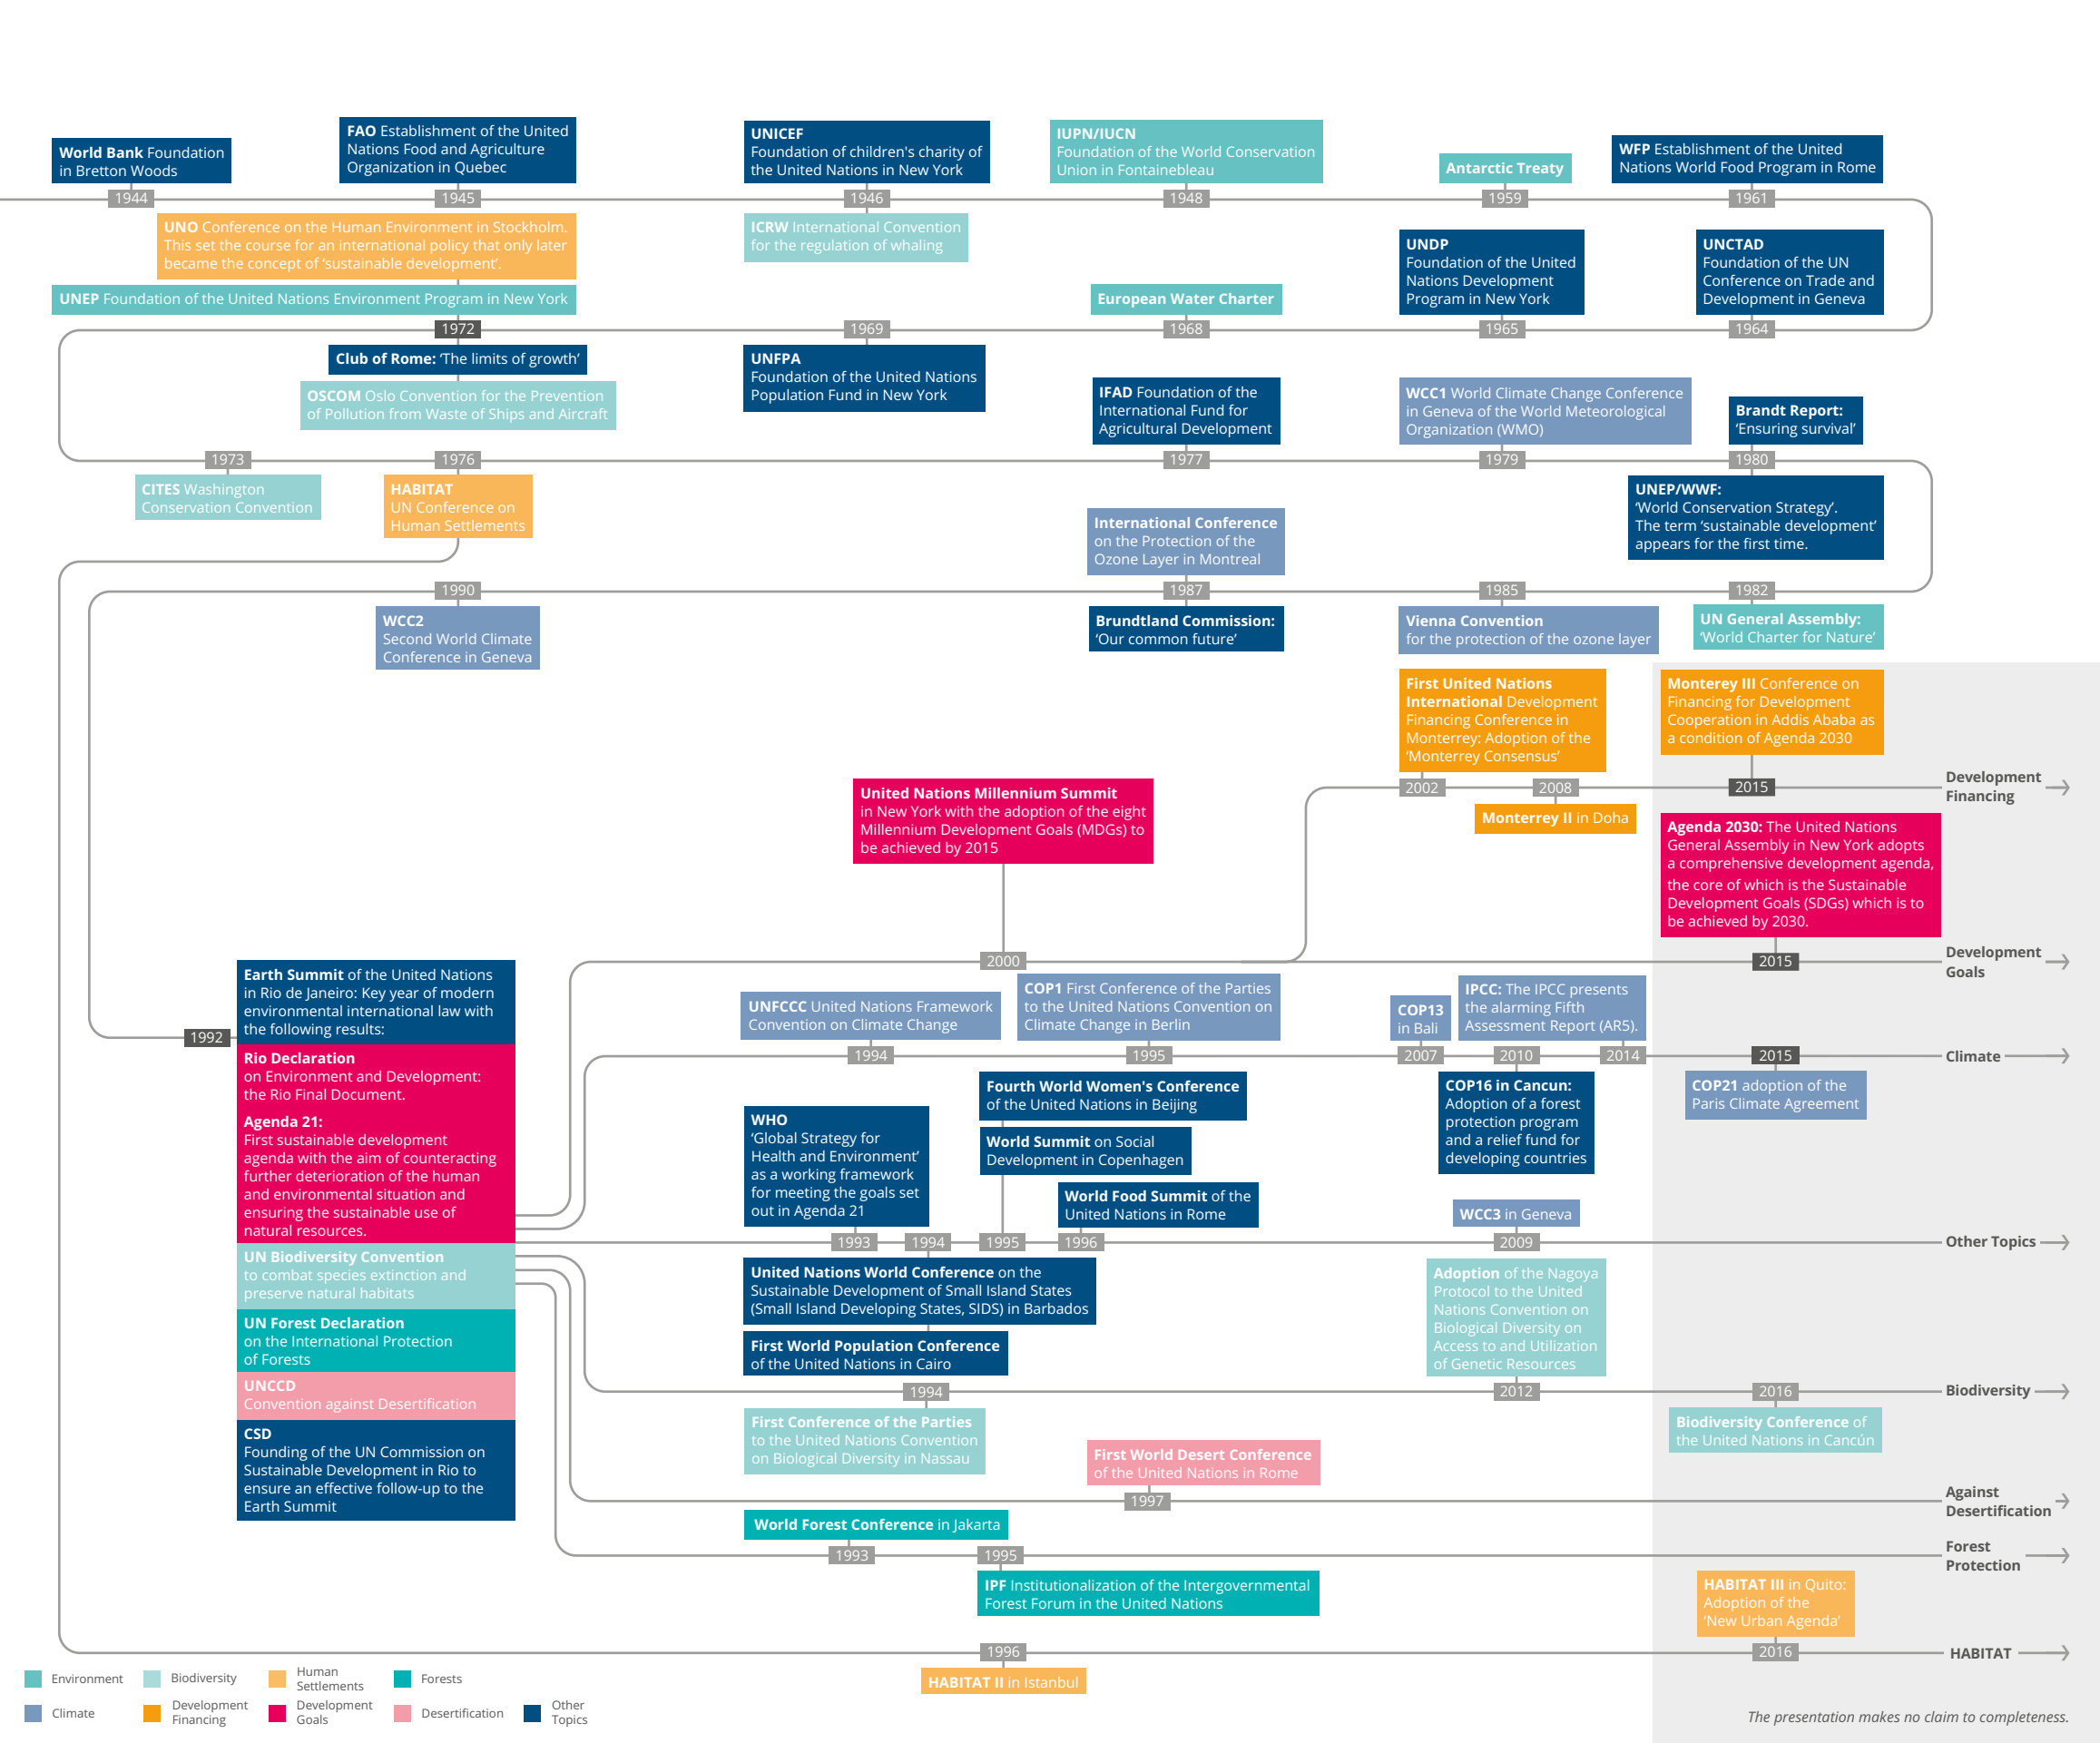 World Bank Foundation
in Bretton Woods
FAO Establishment of the United
Nations Food and Agriculture
Organization in Quebec
UNICEF
Foundation of children's charity of
the United Nations in New York
IUPN/IUCN
Foundation of the World Conservation
Union in Fontainebleau
Antarctic Treaty
WFP Establishment of the United
Nations World Food Program in Rome
1944
1945
1946
1948
1959
1961
UNO Conference on the Human Environment in Stockholm.
This set the course for an international policy that only later
became the concept of ‘sustainable development’.
ICRW International Convention
for the regulation of whaling
UNEP Foundation of the United Nations Environment Program in New York
European Water Charter
UNDP
Foundation of the United
Nations Development
Program in New York
UNCTAD
Foundation of the UN
Conference on Trade and
Development in Geneva
1972
1969
1968
1965
1964
Club of Rome: ‘The limits of growth’
OSCOM Oslo Convention for the Prevention
of Pollution from Waste of Ships and Aircraft
UNFPA
Foundation of the United Nations
Population Fund in New York
IFAD Foundation of the
International Fund for
Agricultural Development
WCC1 World Climate Change Conference
in Geneva of the World Meteorological
Organization (WMO)
Brandt Report:
‘Ensuring survival’
1973
1976
1977
1979
1980
CITES Washington
Conservation Convention
HABITAT
UN Conference on
Human Settlements
UNEP/WWF:
‘World Conservation Strategy’.
The term ‘sustainable development’
appears for the first time.
International Conference
on the Protection of the
Ozone Layer in Montreal
1990
1987
1985
1982
WCC2
Second World Climate
Conference in Geneva
Brundtland Commission:
‘Our common future’
Vienna Convention
for the protection of the ozone layer
UN General Assembly:
‘World Charter for Nature’
First United Nations
International Development
Financing Conference in
Monterrey: Adoption of the
‘Monterrey Consensus’
Monterey III Conference on
Financing for Development
Cooperation in Addis Ababa as
a condition of Agenda 2030
2002
2008
2015
Development
Financing
Monterrey II in Doha
United Nations Millennium Summit
in New York with the adoption of the eight
Millennium Development Goals (MDGs) to
be achieved by 2015
Agenda 2030: The United Nations
General Assembly in New York adopts
a comprehensive development agenda,
the core of which is the Sustainable
Development Goals (SDGs) which is to
be achieved by 2030.
2000
2015
Development
Goals
1992
Earth Summit of the United Nations
in Rio de Janeiro: Key year of modern
environmental international law with
the following results:
Rio Declaration
on Environment and Development:
the Rio Final Document.
Agenda 21:
First sustainable development
agenda with the aim of counteracting
further deterioration of the human
and environmental situation and
ensuring the sustainable use of
natural resources.
UN Biodiversity Convention
to combat species extinction and
preserve natural habitats
UN Forest Declaration
on the International Protection
of Forests
UNCCD
Convention against Desertification
CSD
Founding of the UN Commission on
Sustainable Development in Rio to
ensure an effective follow-up to the
Earth Summit
UNFCCC United Nations Framework
Convention on Climate Change
COP1 First Conference of the Parties
to the United Nations Convention on
Climate Change in Berlin
COP13
in Bali
IPCC: The IPCC presents
the alarming Fifth
Assessment Report (AR5).
1994
1995
2007
2010
2014
2015
Climate
COP16 in Cancun:
Adoption of a forest
protection program
and a relief fund for
developing countries
COP21 adoption of the
Paris Climate Agreement
WHO
‘Global Strategy for
Health and Environment’
as a working framework
for meeting the goals set
out in Agenda 21
Fourth World Women's Conference
of the United Nations in Beijing
World Summit on Social
Development in Copenhagen
World Food Summit of the
United Nations in Rome
WCC3 in Geneva
1993
1994
1995
1996
2009
Other Topics
United Nations World Conference on the
Sustainable Development of Small Island States
(Small Island Developing States, SIDS) in Barbados
First World Population Conference
of the United Nations in Cairo
Adoption of the Nagoya
Protocol to the United
Nations Convention on
Biological Diversity on
Access to and Utilization
of Genetic Resources
1994
2012
2016
Biodiversity
First Conference of the Parties
to the United Nations Convention
on Biological Diversity in Nassau
Biodiversity Conference of
the United Nations in Cancún
First World Desert Conference
of the United Nations in Rome
1997
Against
Desertification
World Forest Conference in Jakarta
1993
1995
Forest
Protection
IPF Institutionalization of the Intergovernmental
Forest Forum in the United Nations
HABITAT III in Quito:
Adoption of the
‘New Urban Agenda’
1996
2016
HABITAT
HABITAT II in Istanbul
Environment
Biodiversity
Human
Settlements
Forests
Climate
Development
Financing
Development
Goals
Desertification
Other
Topics
The presentation makes no claim to completeness.